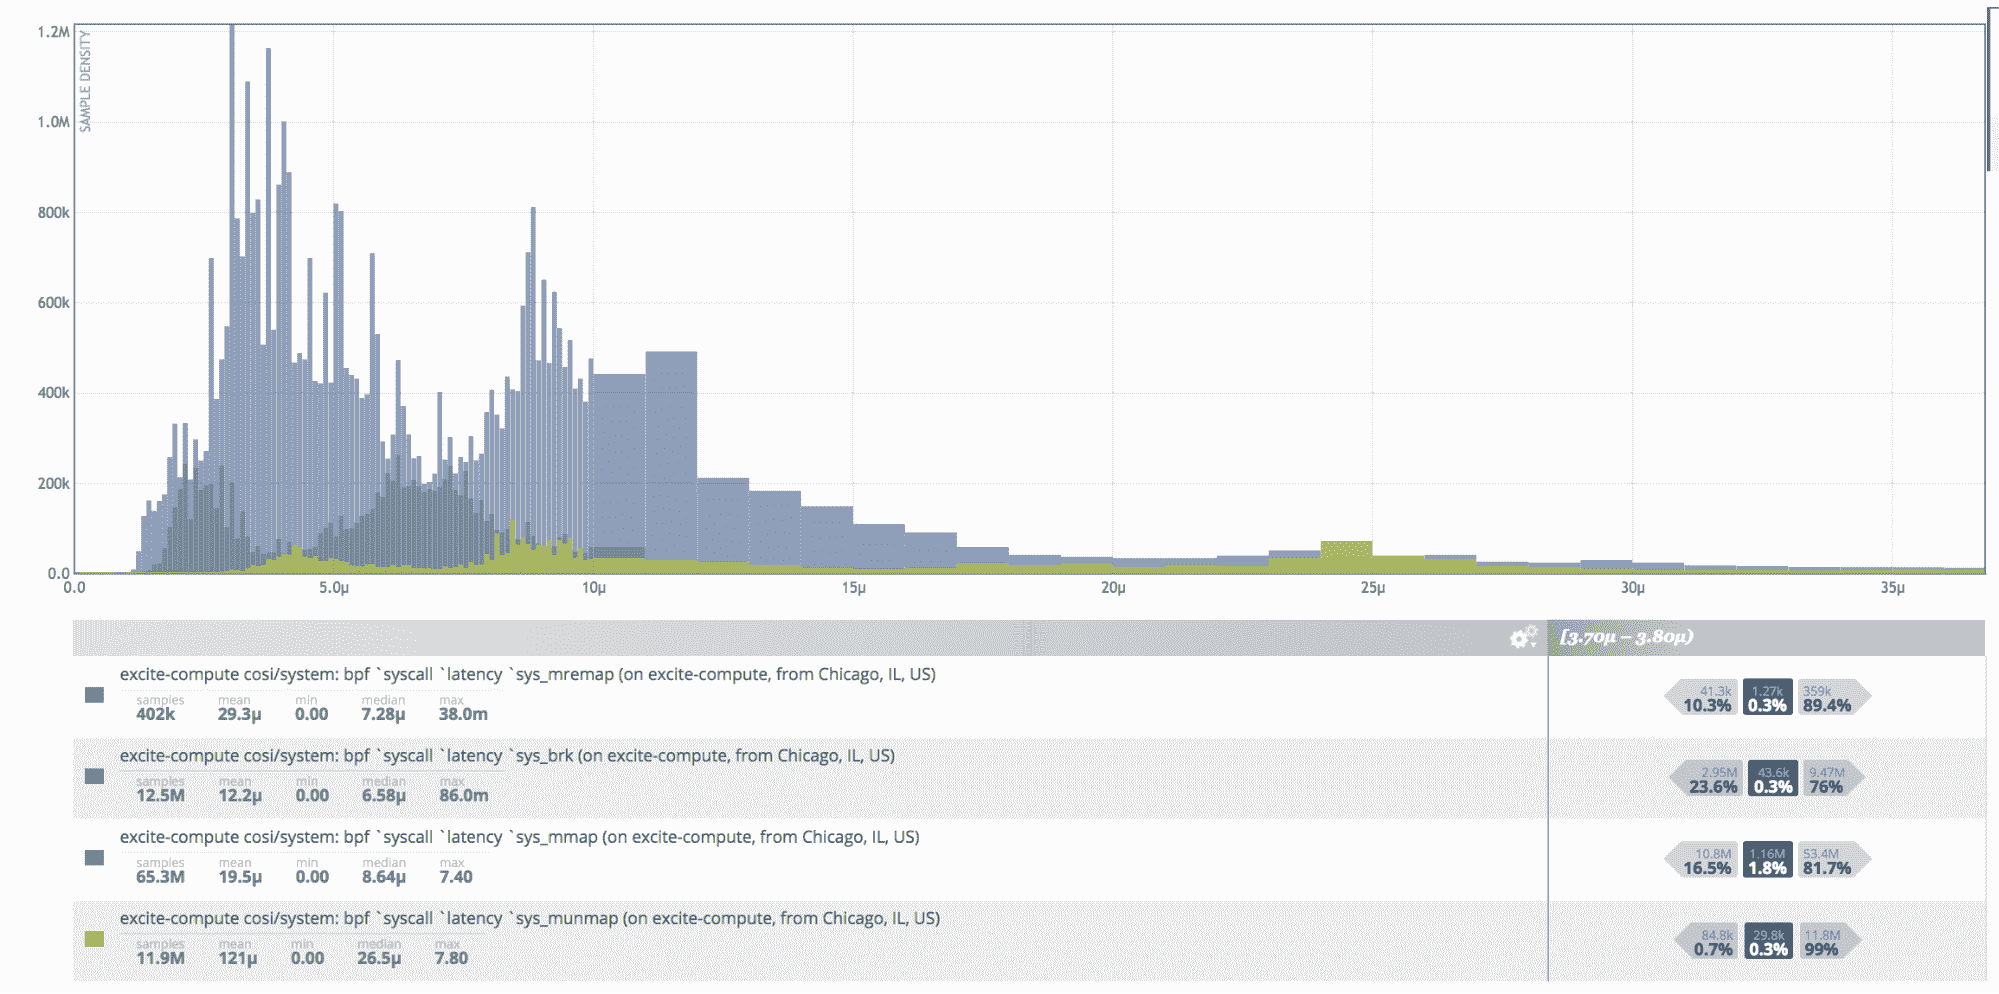 1.2M
SAMPLE DENSITY
1.0M
800k
600k
400k
200k
0.0
0.0 5.0µ 10µ 15µ 20µ 25µ 30µ 35µ
[3.70µ – 3.80µ)
excite-compute cosi/system: bpf `syscall `latency `sys_mremap (on excite-compute, from Chicago, IL, US)
samples mean min median max
402k 29.3µ 0.00 7.28µ 38.0m
41.3k 1.27k 359k
10.3% 0.3% 89.4%
excite-compute cosi/system: bpf `syscall `latency `sys_brk (on excite-compute, from Chicago, IL, US)
samples mean min median max
12.5M 12.2µ 0.00 6.58µ 86.0m
2.95M 43.6k 9.47M
23.6% 0.3% 76%
excite-compute cosi/system: bpf `syscall `latency `sys_mmap (on excite-compute, from Chicago, IL, US)
samples mean min median max
65.3M 19.5µ 0.00 8.64µ 7.40
10.8M 1.16M 53.4M
16.5% 1.8% 81.7%
excite-compute cosi/system: bpf `syscall `latency `sys_munmap (on excite-compute, from Chicago, IL, US)
samples mean min median max
11.9M 121µ 0.00 26.5µ 7.80
84.8k 29.8k 11.8M
0.7% 0.3% 99%